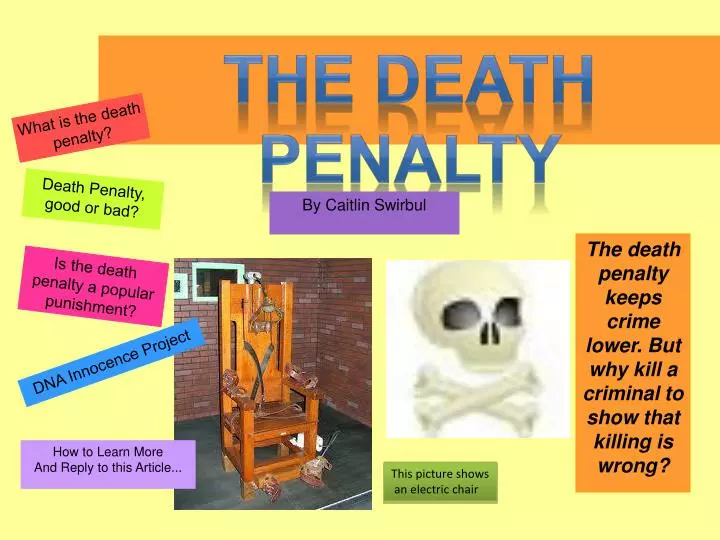 THE DEATH
PENALTY
By Caitlin Swirbul
What is the death
penalty?
Death Penalty,
good or bad?
Is the death
penalty a popular
punishment?
DNA Innocence Project
How to Learn More
And Reply to this Article...
This picture shows
an electric chair
The death
penalty
keeps
crime
lower. But
why kill a
criminal to
show that
killing is
wrong?